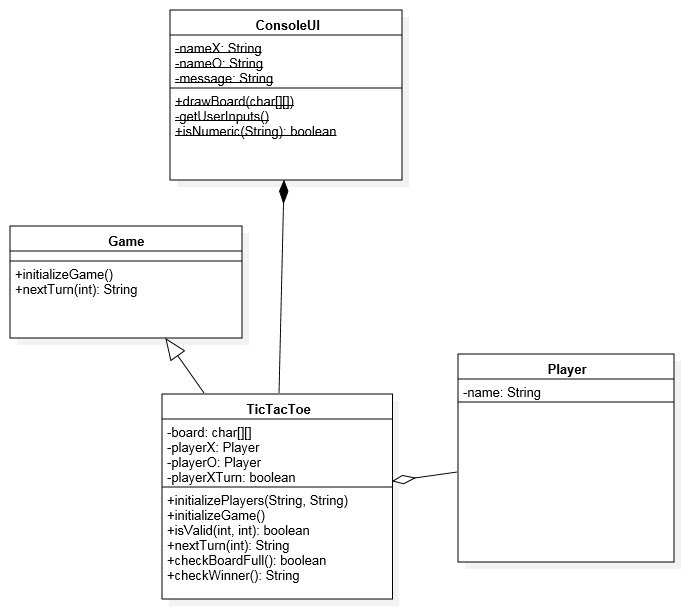 ConsoleUI
-nameX: String
-nameO: String
-message: String
+drawBoard(char[][])
-getUserInputs()
+isNumeric(String): boolean
Game
+initializeGame()
+nextTurn(int): String
Player
-name: String
TicTacToe
-board: char[][]
-playerX: Player
-playerO: Player
-playerXTurn: boolean
+initializePlayers(String, String)
+initializeGame()
+isValid(int, int): boolean
+nextTurn(int): String
+checkBoardFull(): boolean
+checkWinner(): String